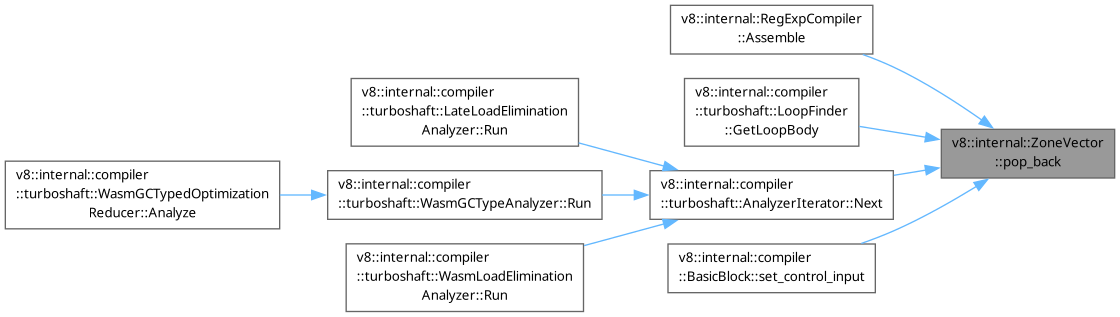 v8::internal::RegExpCompiler
::Assemble
v8::internal::compiler
::turboshaft::LateLoadElimination
Analyzer::Run
v8::internal::compiler
::turboshaft::LoopFinder
::GetLoopBody
v8::internal::ZoneVector
::pop_back
v8::internal::compiler
::turboshaft::WasmGCTypedOptimization
Reducer::Analyze
v8::internal::compiler
::turboshaft::WasmGCTypeAnalyzer::Run
v8::internal::compiler
::turboshaft::AnalyzerIterator::Next
v8::internal::compiler
::turboshaft::WasmLoadElimination
Analyzer::Run
v8::internal::compiler
::BasicBlock::set_control_input